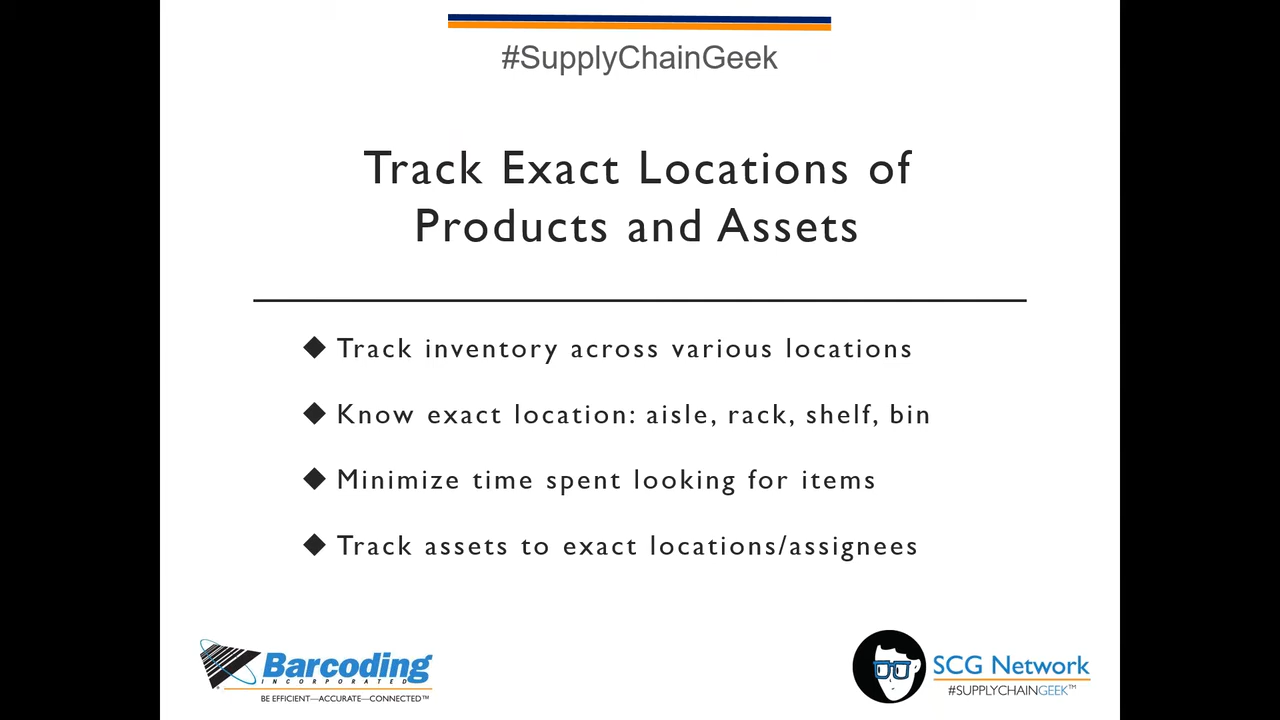 #SupplyChainGeek
Track Exact Locations of
Products and Assets
◆ Track inventory across various locations
◆ Know exact location: aisle, rack, shelf, bin
◆ Minimize time spent looking for items
◆ Track assets to exact locations/assignees
Barcoding
INCORPORATED
BE EFFICIENT—ACCURATE—CONNECTED™
SCG Network
#SUPPLYCHAINGEEK™